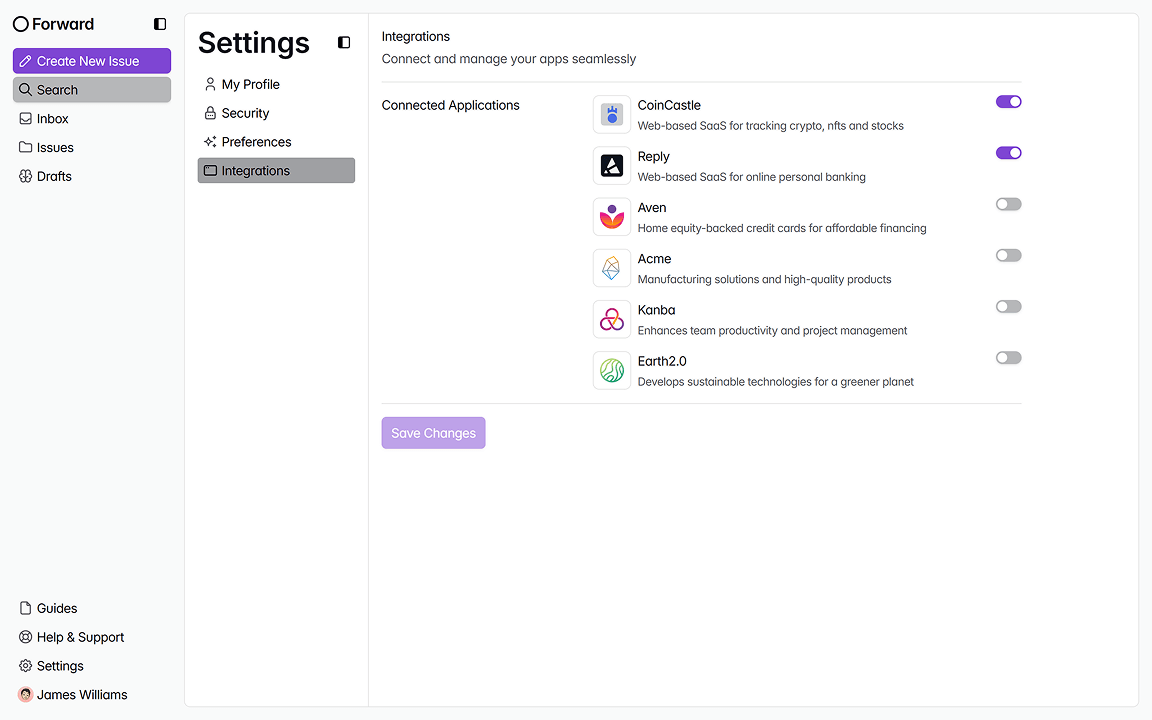 Forward
Create New Issue
Search
Inbox
Issues
Drafts
Guides
Help & Support
Settings
James Williams
Settings
My Profile
Security
Preferences
Integrations
Integrations
Connect and manage your apps seamlessly
Connected Applications
CoinCastle
Web-based SaaS for tracking crypto, nfts and stocks
Reply
Web-based SaaS for online personal banking
Aven
Home equity-backed credit cards for affordable financing
Acme
Manufacturing solutions and high-quality products
Kanba
Enhances team productivity and project management
Earth2.0
Develops sustainable technologies for a greener planet
Save Changes